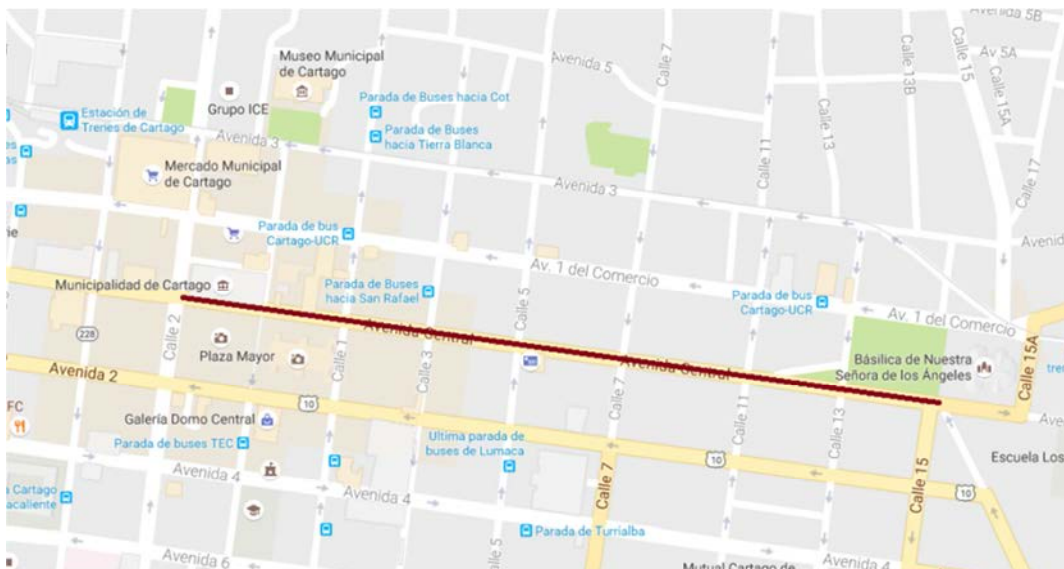 Avenida 5B
Calle 15
Av 5A
Calle 7
Calle 13B
Museo Municipal
de Cartago
Avenida 5
Grupo ICE
Parada de Buses hacia Cot
Calle 15A
Estación de
Trenes de Cartago
Avenida 3
Parada de Buses
hacia Tierra Blanca
Calle 11
Calle 13
Mercado Municipal
de Cartago
Avenida 3
Calle 17
Parada de bus
Cartago-UCR
Avenida
Av. 1 del Comercio
Municipalidad de Cartago
Parada de Buses
hacia San Rafael
Calle 5
Parada de bus
Cartago-UCR
Av. 1 del Comercio
228
Calle 2
Avenida Central
Plaza Mayor
Calle 1
Calle 3
Avenida Central
Básilica de Nuestra
Señora de los Ángeles
Calle 15A
Avenida 2
Calle 7
Calle 11
Calle 13
FC
10
Galería Domo Central
Parada de buses TEC
Ultima parada de
buses de Lumaca
10
Calle 15
Escuela Los
Avenida 4
Calle 7
10
a Cartago
acaliente
Avenida 4
Parada de Turrialba
Avenida 6
alle 5
Mutual Cartago de
Avenida 4